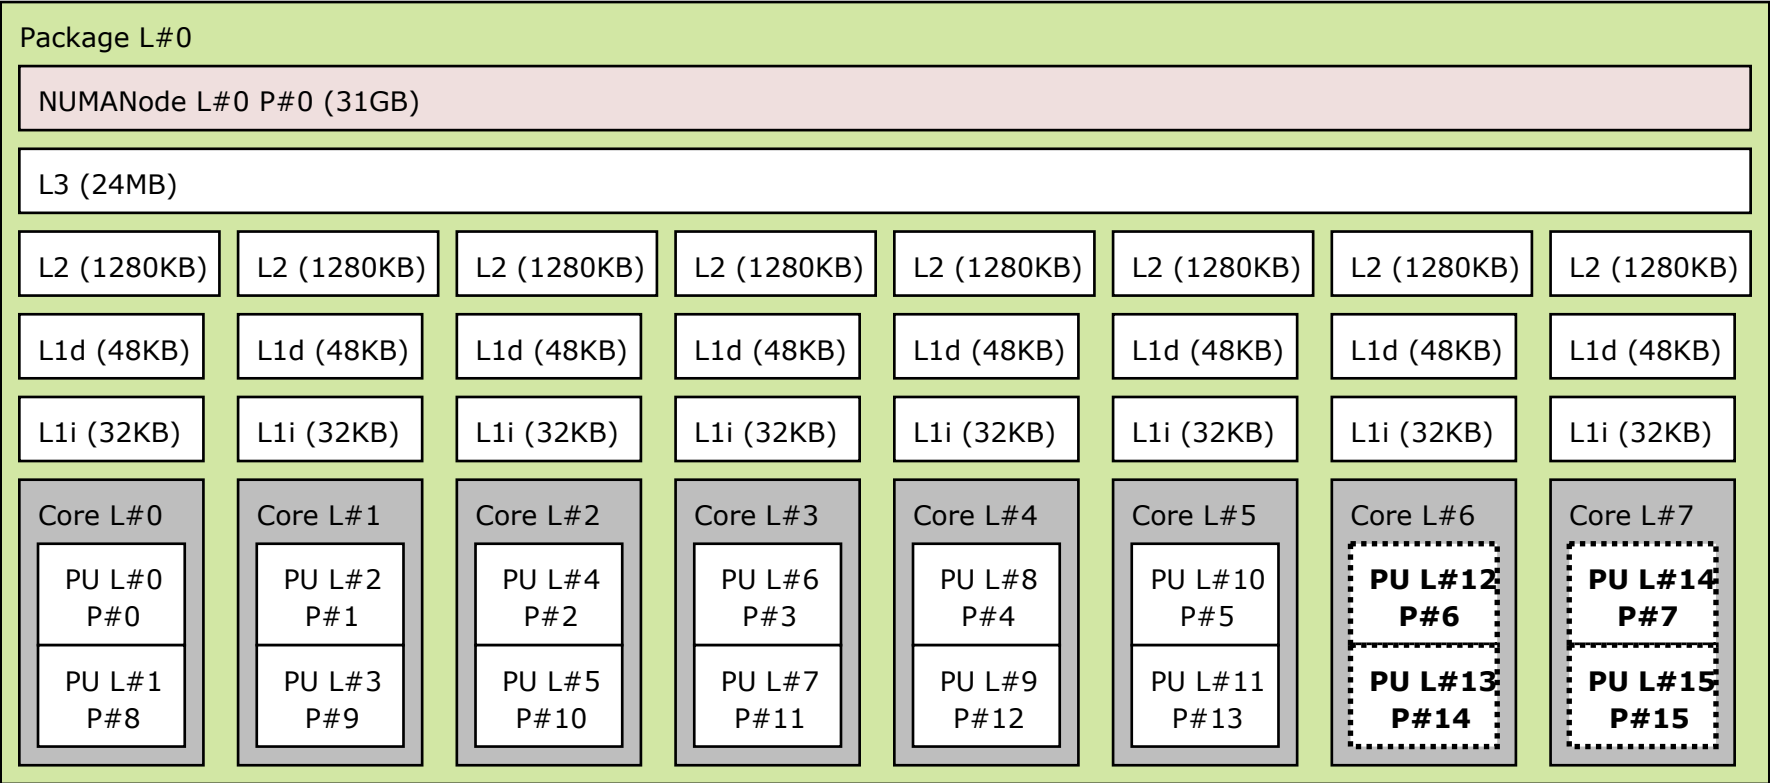 Package L#0
NUMANode L#0 P#0 (31GB)
L3 (24MB)
L2 (1280KB) L2 (1280KB) L2 (1280KB) L2 (1280KB) L2 (1280KB) L2 (1280KB) L2 (1280KB) L2 (1280KB)
L1d (48KB) L1d (48KB) L1d (48KB) L1d (48KB) L1d (48KB) L1d (48KB) L1d (48KB) L1d (48KB)
L1i (32KB) L1i (32KB) L1i (32KB) L1i (32KB) L1i (32KB) L1i (32KB) L1i (32KB) L1i (32KB)
Core L#0 Core L#1 Core L#2 Core L#3 Core L#4 Core L#5 Core L#6 Core L#7
PU L#0 PU L#2 PU L#4 PU L#6 PU L#8 PU L#10 PU L#12 PU L#14
P#0 P#1 P#2 P#3 P#4 P#5 P#6 P#7
PU L#1 PU L#3 PU L#5 PU L#7 PU L#9 PU L#11 PU L#13 PU L#15
P#8 P#9 P#10 P#11 P#12 P#13 P#14 P#15